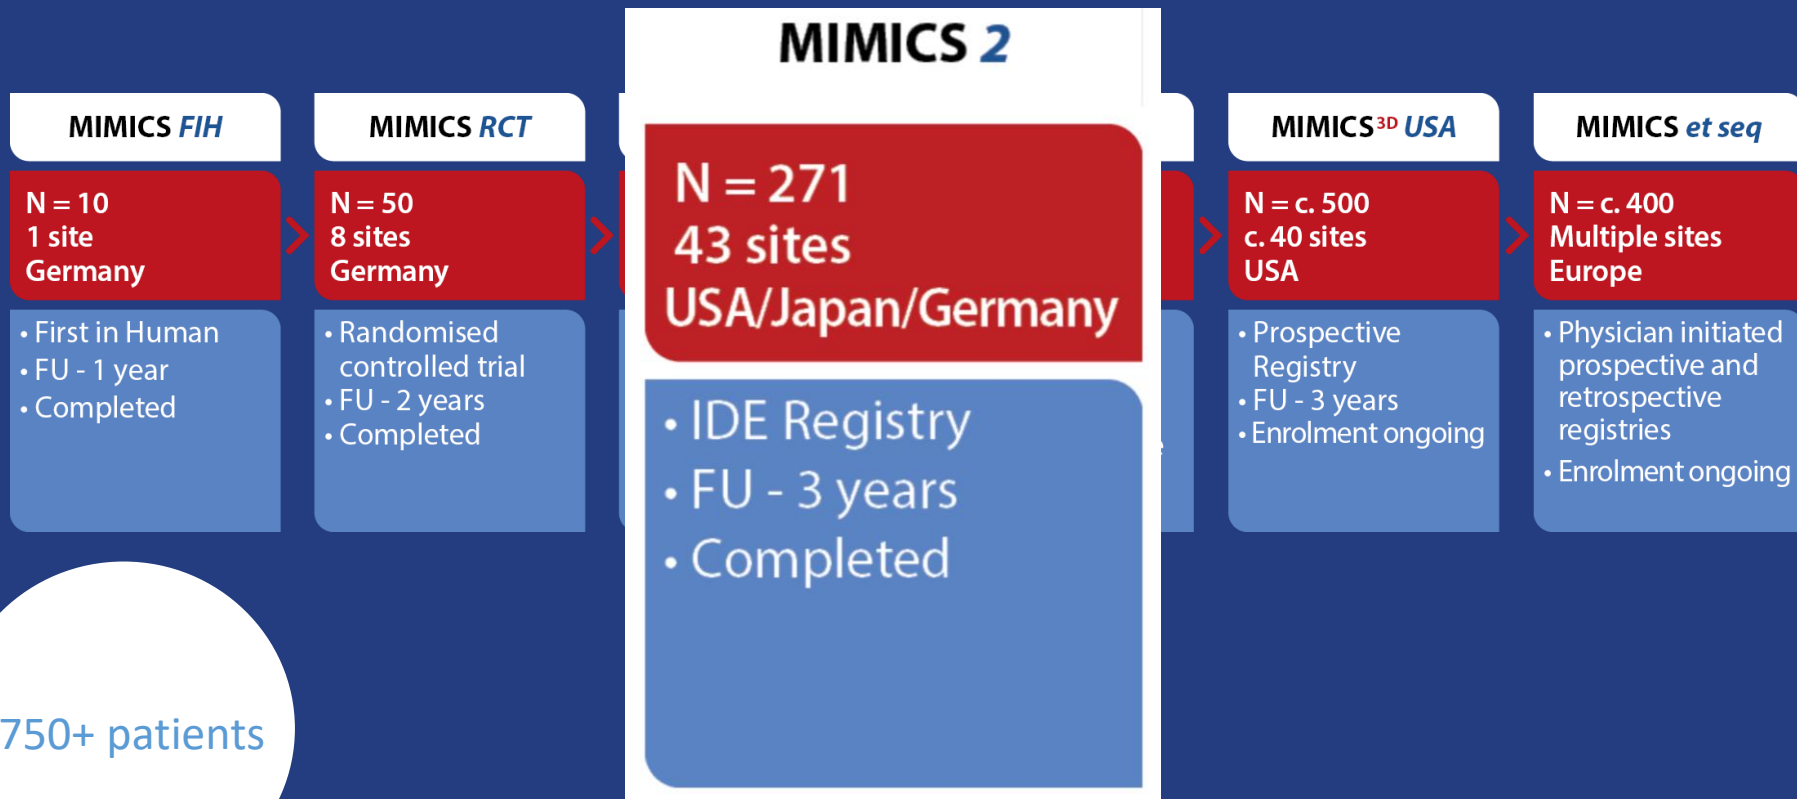 MIMICS FIH
N = 10
1 site
Germany
• First in Human
• FU - 1 year
• Completed
MIMICS RCT
N = 50
8 sites
Germany
• Randomised
controlled trial
• FU - 2 years
• Completed
MIMICS 2
N = 271
43 sites
USA/Japan/Germany
• IDE Registry
• FU - 3 years
• Completed
MIMICS 3D USA
N = c. 500
c. 40 sites
USA
• Prospective
Registry
• FU - 3 years
• Enrolment ongoing
MIMICS et seq
N = c. 400
Multiple sites
Europe
• Physician initiated
prospective and
retrospective
registries
• Enrolment ongoing
750+ patients